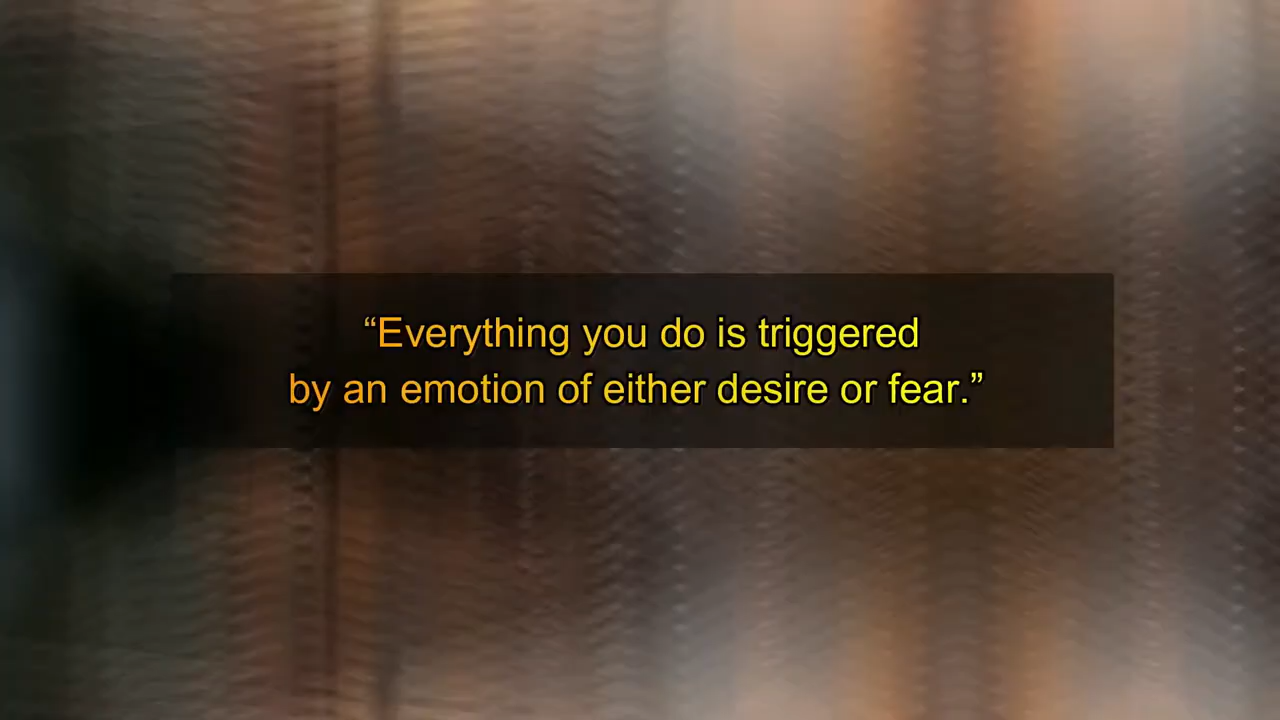 “Everything you do is triggered
by an emotion of either desire or fear.”